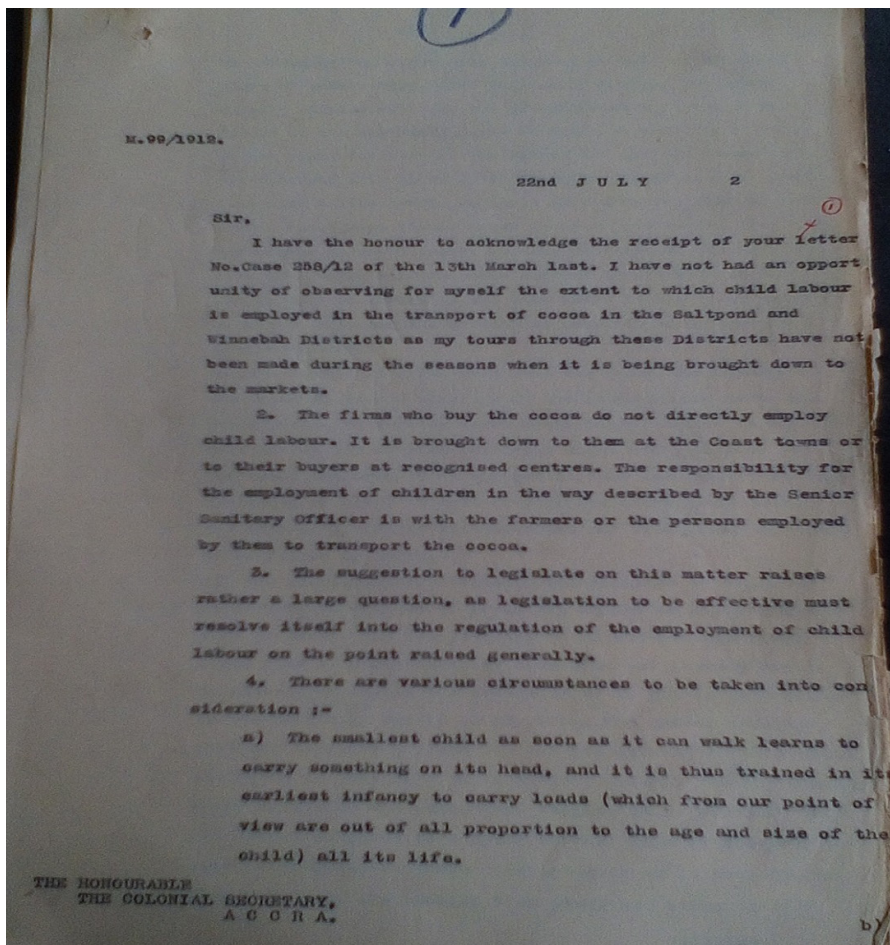 1
M.99/1912.
22nd J U L Y 2
1
Sir.
I have the honour to acknowledge the receipt of your letter
No.Case 258/12 of the 13th March last. I have not had an opport
unity of observing for myself the extent to which child labour
is employed in the transport of cocoa in the Saltpond and
Winnebah Districts as my tours through these Districts have not
been made during the seasons when it is being brought down to
the markets.
2. The firms who buy the cocoa do not directly employ
child labour. It is brought down to them at the Coast towns or
to their buyers at recognised centres. The responsibility for
the employment of children in the way described by the Senior
Sanitary Officer is with the farmers or the persons employed
by them to transport the cocoa.
3. The suggestion to legislate on this matter raises
rather a large question, as legislation to be effective must
resolve itself into the regulation of the employment of child
labour on the point raised generally.
4. There are various circumstances to be taken into con
sideration :-
a) The smallest child as soon as it can walk learns to
carry something on its head, and it is thus trained in its
earliest infancy to carry loads (which from our point of
view are out of all proportion to the age and size of the
child) all its life.
THE HONOURABLE
THE COLONIAL SECRETARY,
A C C R A.
b)